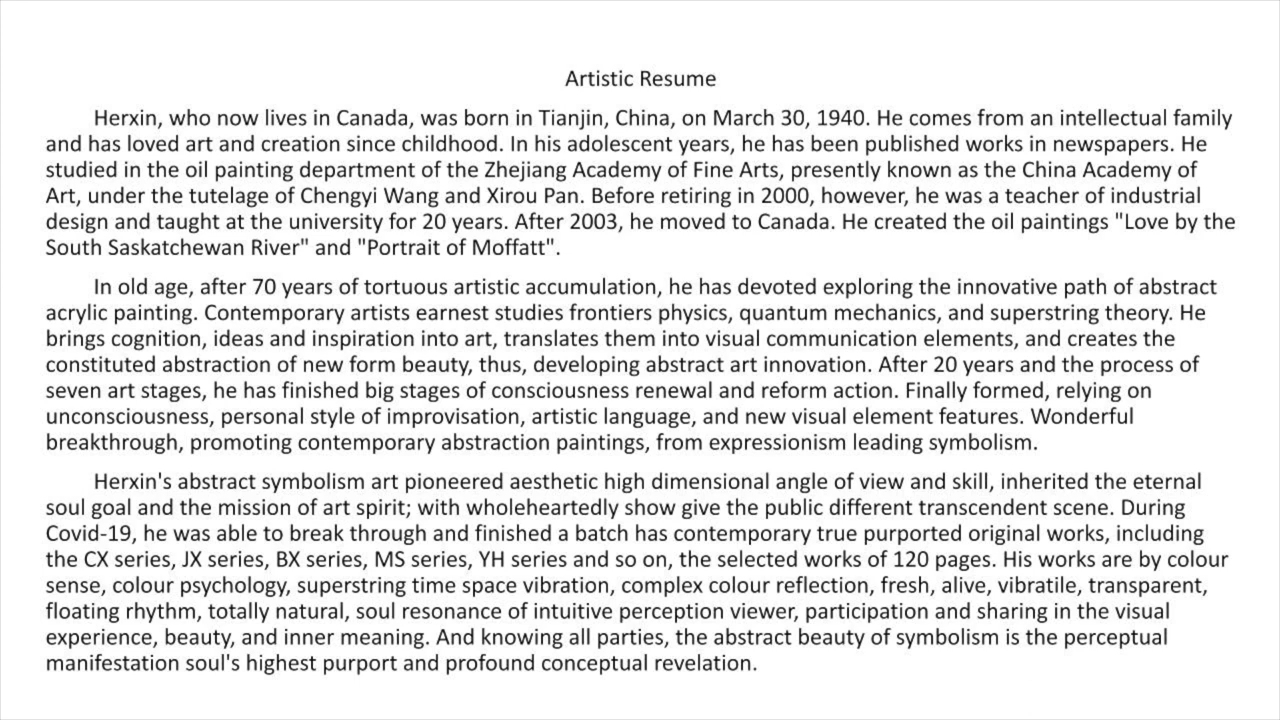 Artistic Resume
Herxin, who now lives in Canada, was born in Tianjin, China, on March 30, 1940. He comes from an intellectual family
and has loved art and creation since childhood. In his adolescent years, he has been published works in newspapers. He
studied in the oil painting department of the Zhejiang Academy of Fine Arts, presently known as the China Academy of
Art, under the tutelage of Chengyi Wang and Xirou Pan. Before retiring in 2000, however, he was a teacher of industrial
design and taught at the university for 20 years. After 2003, he moved to Canada. He created the oil paintings "Love by the
South Saskatchewan River" and "Portrait of Moffatt".
In old age, after 70 years of tortuous artistic accumulation, he has devoted exploring the innovative path of abstract
acrylic painting. Contemporary artists earnest studies frontiers physics, quantum mechanics, and superstring theory. He
brings cognition, ideas and inspiration into art, translates them into visual communication elements, and creates the
constituted abstraction of new form beauty, thus, developing abstract art innovation. After 20 years and the process of
seven art stages, he has finished big stages of consciousness renewal and reform action. Finally formed, relying on
unconsciousness, personal style of improvisation, artistic language, and new visual element features. Wonderful
breakthrough, promoting contemporary abstraction paintings, from expressionism leading symbolism.
Herxin's abstract symbolism art pioneered aesthetic high dimensional angle of view and skill, inherited the eternal
soul goal and the mission of art spirit; with wholeheartedly show give the public different transcendent scene. During
Covid-19, he was able to break through and finished a batch has contemporary true purported original works, including
the CX series, JX series, BX series, MS series, YH series and so on, the selected works of 120 pages. His works are by colour
sense, colour psychology, superstring time space vibration, complex colour reflection, fresh, alive, vibratile, transparent,
floating rhythm, totally natural, soul resonance of intuitive perception viewer, participation and sharing in the visual
experience, beauty, and inner meaning. And knowing all parties, the abstract beauty of symbolism is the perceptual
manifestation soul's highest purport and profound conceptual revelation.